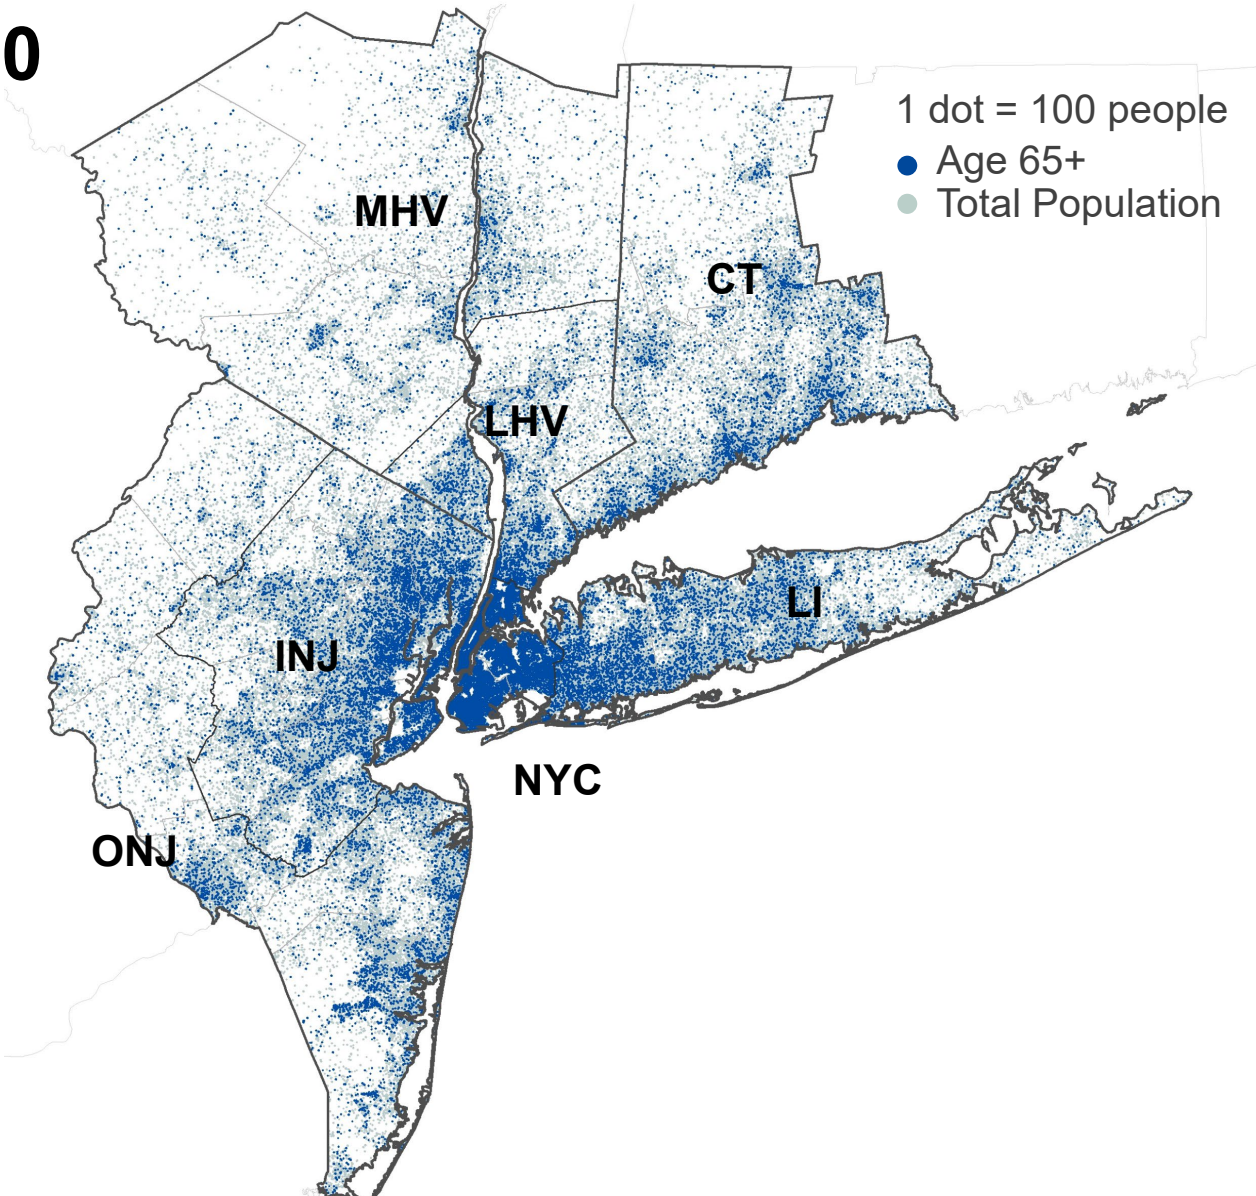 0
1 dot = 100 people
Age 65+
Total Population
MHV
CT
LHV
LI
INJ
NYC
ONJ